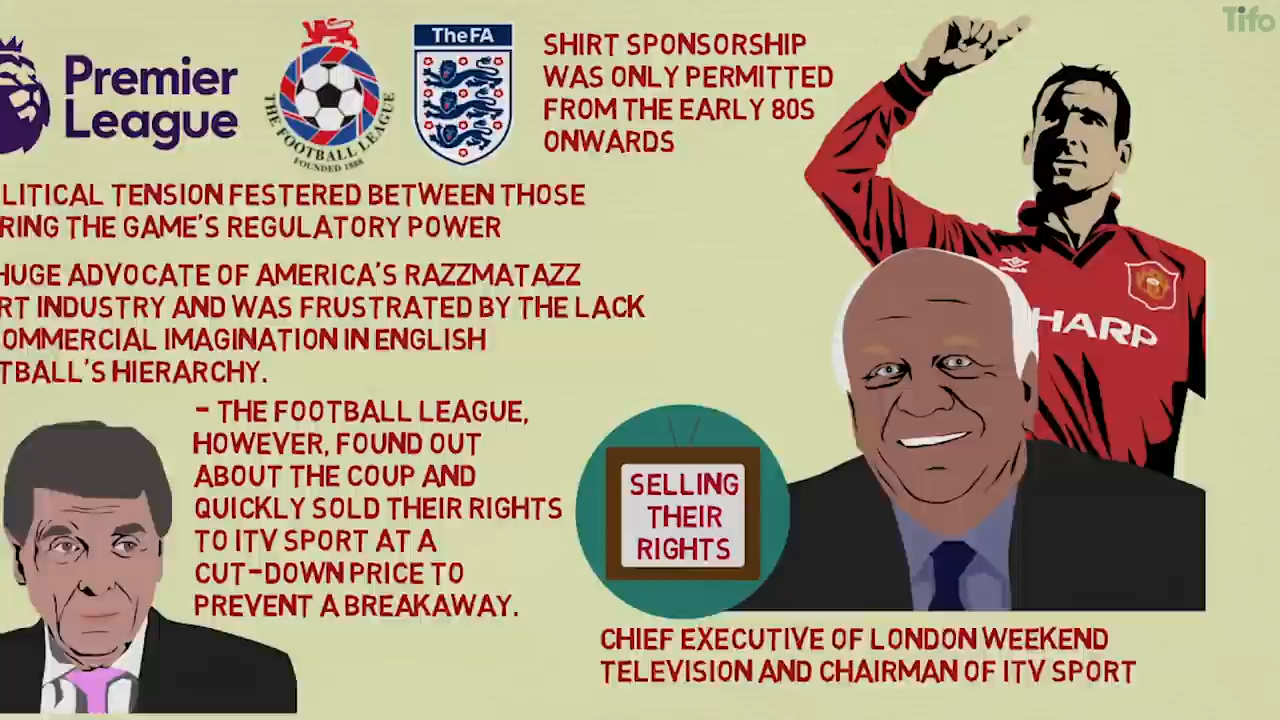 Tifo
Premier
League
THE FOOTBALL LEAGUE
FOUNDED 1888
The FA
SHIRT SPONSORSHIP
WAS ONLY PERMITTED
FROM THE EARLY 80S
ONWARDS
LITICAL TENSION FESTERED BETWEEN THOSE
RING THE GAME'S REGULATORY POWER
HUGE ADVOCATE OF AMERICA'S RAZZMATAZZ
RT INDUSTRY AND WAS FRUSTRATED BY THE LACK
OMMERCIAL IMAGINATION IN ENGLISH
TBALL'S HIERARCHY.
- THE FOOTBALL LEAGUE,
HOWEVER, FOUND OUT
ABOUT THE COUP AND
QUICKLY SOLD THEIR RIGHTS
TO ITV SPORT AT A
CUT-DOWN PRICE TO
PREVENT A BREAKAWAY.
HARP
SELLING
THEIR
RIGHTS
CHIEF EXECUTIVE OF LONDON WEEKEND
TELEVISION AND CHAIRMAN OF ITV SPORT